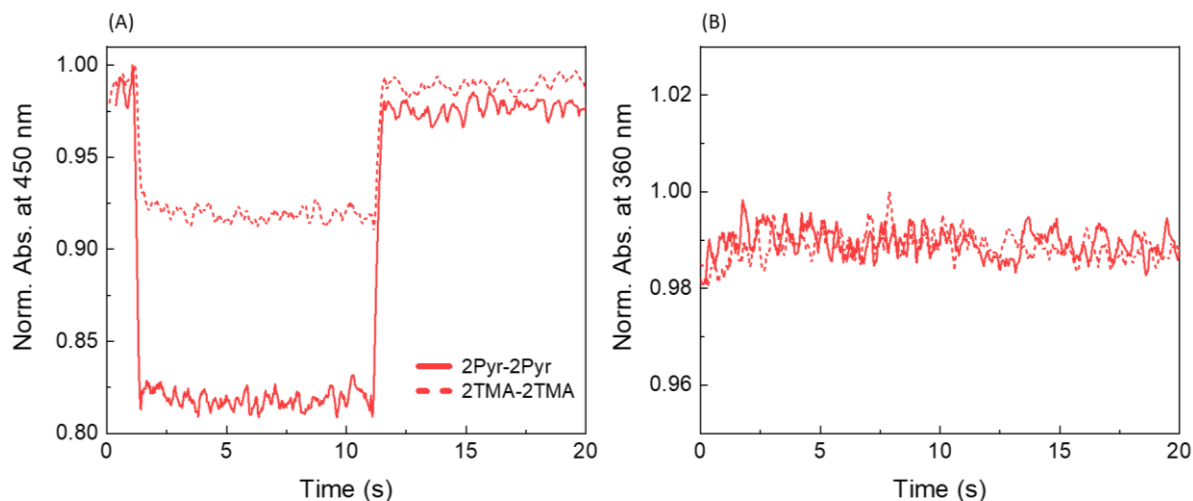 (A)
Norm. Abs. at 450 nm
1.00
0.95
0.90
0.85
0.80
2Pyr-2Pyr
2TMA-2TMA
0
5
10
15
20
Time (s)
(B)
Norm. Abs. at 360 nm
1.02
1.00
0.98
0.96
0
5
10
15
20
Time (s)